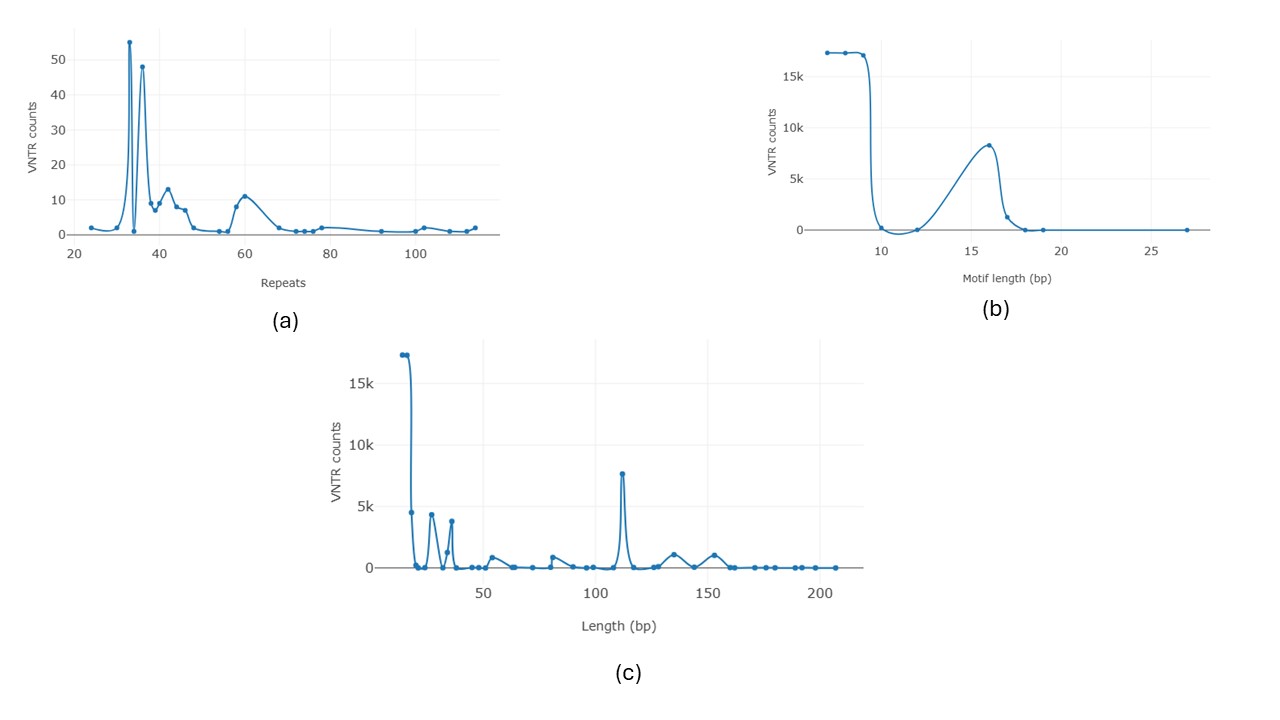 50
40
30
20
10
0
VNTR counts
20 40 60 80 100
Repeats
(a)
15k
10k
5k
0
VNTR counts
10 15 20 25
Motif length (bp)
(b)
15k
10k
5k
0
VNTR counts
50 100 150 200
Length (bp)
(c)